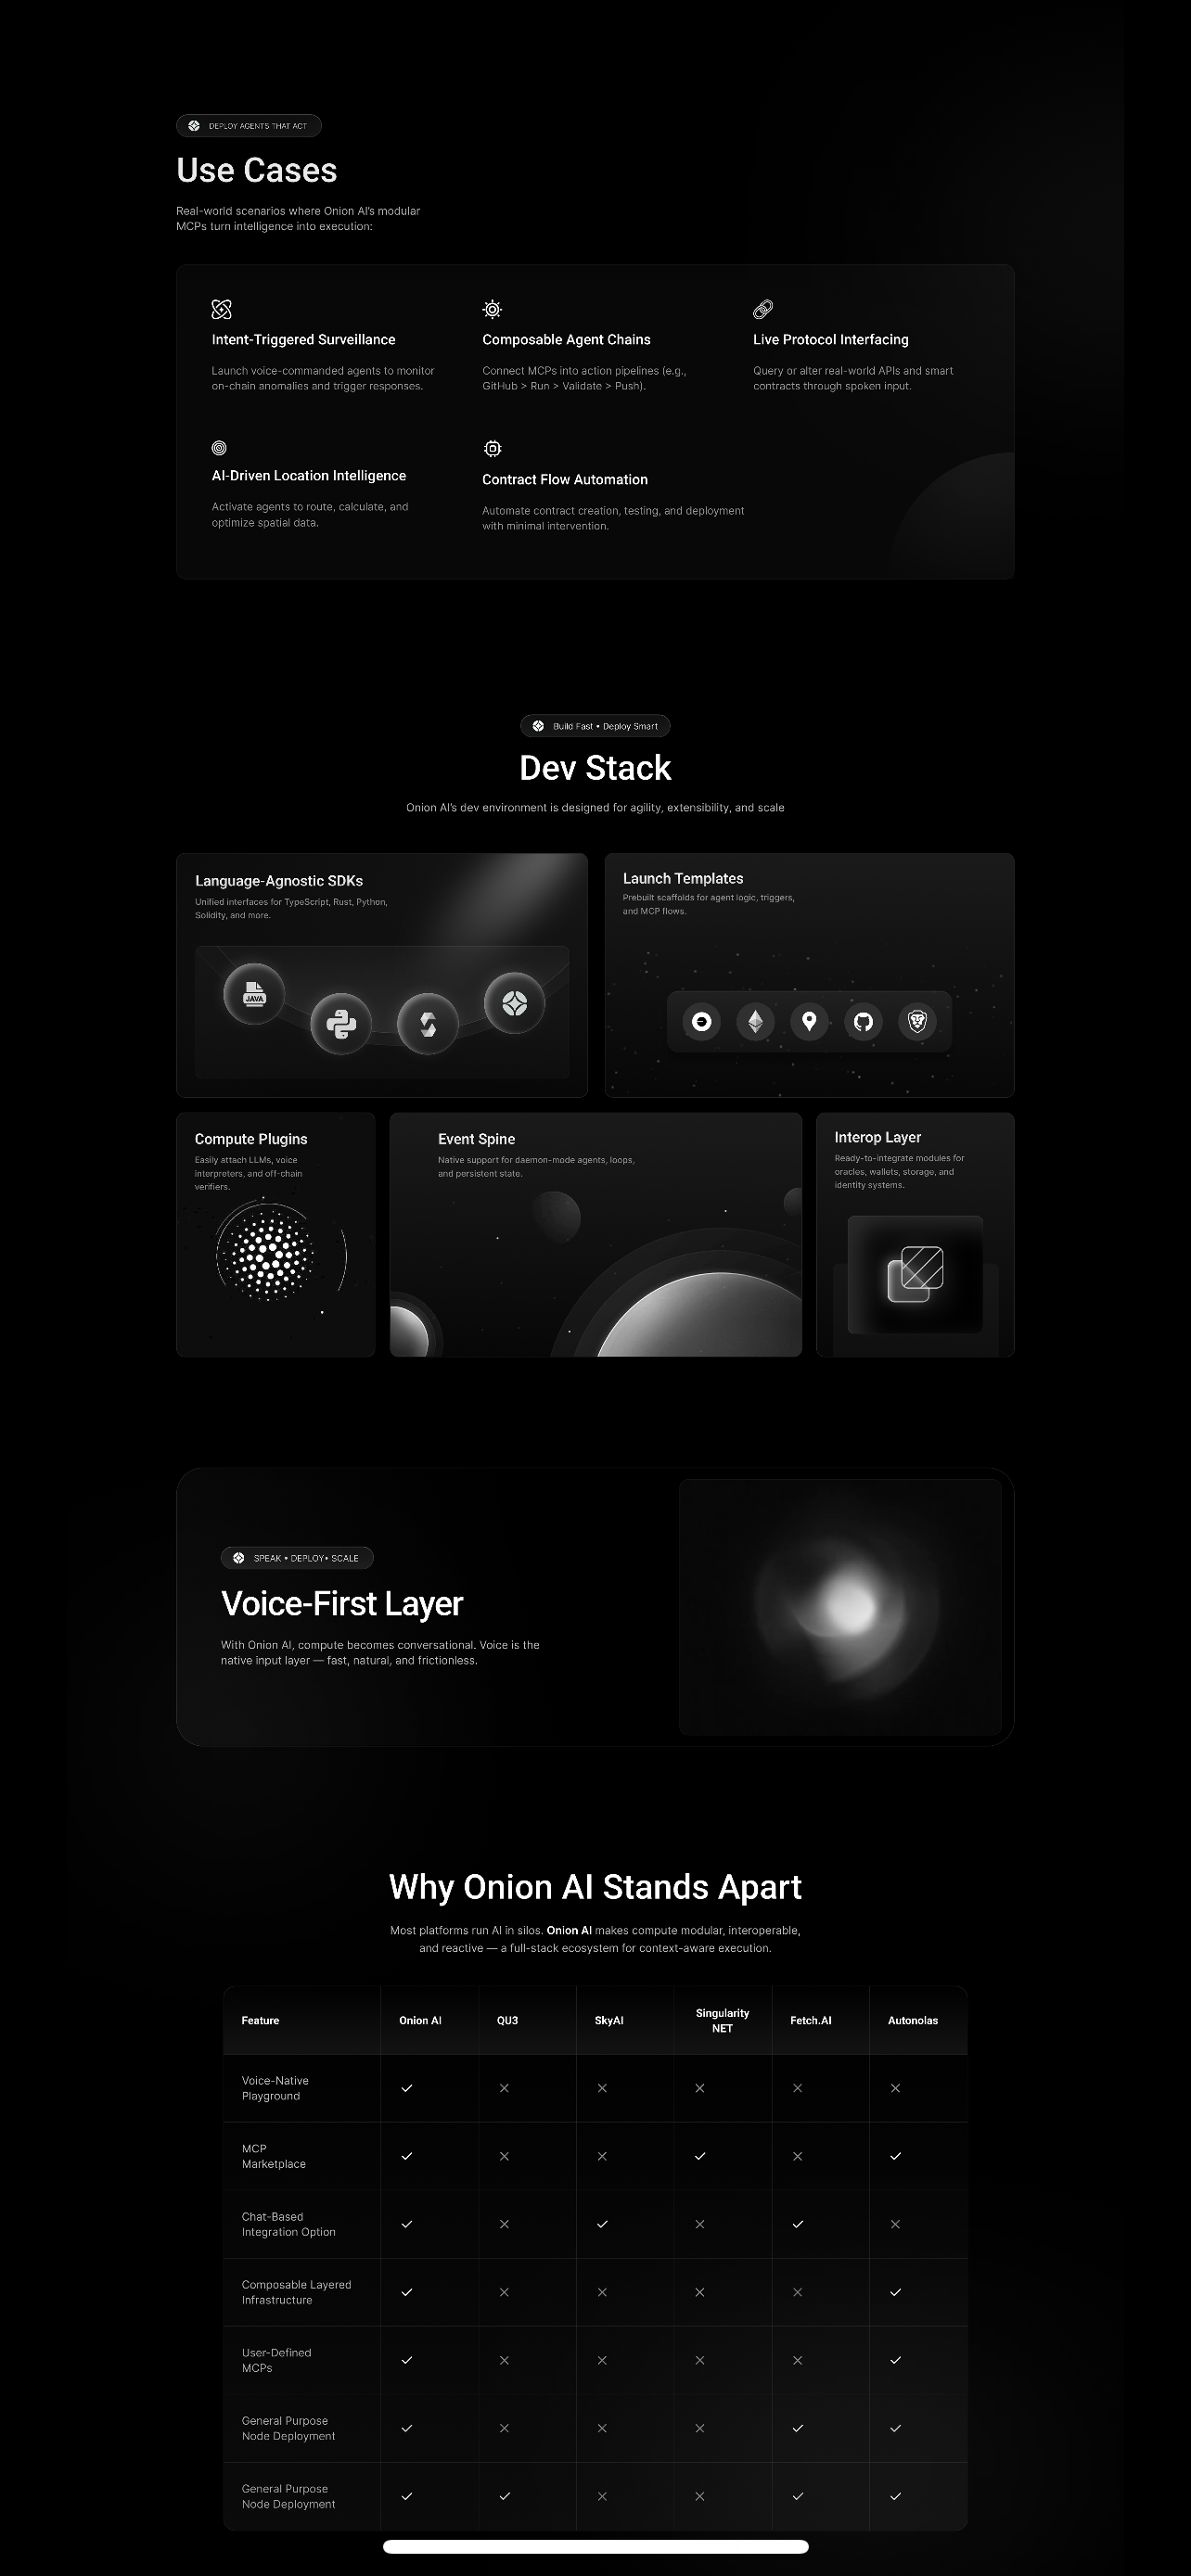 DEPLOY AGENTS THAT ACT
Use Cases
Real-world scenarios where Onion AI's modular
MCPs turn intelligence into execution:
Intent-Triggered Surveillance
Launch voice-commanded agents to monitor
on-chain anomalies and trigger responses.
Composable Agent Chains
Connect MCPs into action pipelines (e.g.,
GitHub > Run > Validate > Push).
Live Protocol Interfacing
Query or alter real-world APIs and smart
contracts through spoken input.
AI-Driven Location Intelligence
Activate agents to route, calculate, and
optimize spatial data.
Contract Flow Automation
Automate contract creation, testing, and deployment
with minimal intervention.
Build Fast • Deploy Smart
Dev Stack
Onion AI's dev environment is designed for agility, extensibility, and scale
Language-Agnostic SDKs
Unified interfaces for TypeScript, Rust, Python,
Solidity, and more.
JAVA
Launch Templates
Prebuilt scaffolds for agent logic, triggers,
and MCP flows.
Compute Plugins
Easily attach LLMs, voice
interpreters, and off-chain
verifiers.
Event Spine
Native support for daemon-mode agents, loops,
and persistent state.
Interop Layer
Ready-to-integrate modules for
oracles, wallets, storage, and
identity systems.
SPEAK • DEPLOY• SCALE
Voice-First Layer
With Onion AI, compute becomes conversational. Voice is the
native input layer — fast, natural, and frictionless.
Why Onion AI Stands Apart
Most platforms run AI in silos. Onion AI makes compute modular, interoperable,
and reactive — a full-stack ecosystem for context-aware execution.
Feature
Onion AI
QU3
SkyAI
Singularity
NET
Fetch.AI
Autonolas
Voice-Native
Playground
MCP
Marketplace
Chat-Based
Integration Option
Composable Layered
Infrastructure
User-Defined
MCPs
General Purpose
Node Deployment
General Purpose
Node Deployment